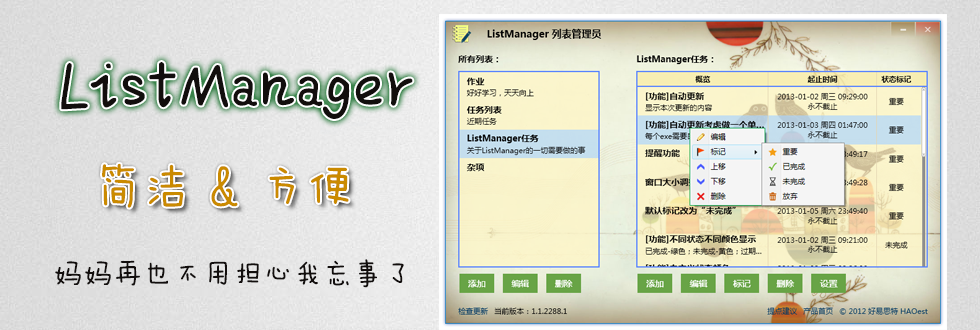 ListManager
简洁 & 方便
妈妈再也不用担心我忘事了
ListManager 列表管理员
所有列表：
作业
好好学习，天天向上
任务列表
近期任务
ListManager任务
关于ListManager的一切需要做的事
杂项
添加 编辑 删除
检查更新 当前版本：1.1.2288.1
ListManager任务：
概览 起止时间 状态标记
[功能]自动更新 2013-01-02 周三 09:29:00 重要
显示本次更新的内容 永不截止
[功能]自动更新考虑做一个单... 2013-01-03 周四 01:47:00 重要
每个exe需要 永不截止
提醒功能 :49:17 重要
窗口大小调 :49:28 重要
默认标记改为“未完成” 2013-01-05 周六 23:49:40 重要
永不截止
[功能]不同状态不同颜色显示 2013-01-02 周三 09:21:00 未完成
已完成-绿色；未完成-黄色；过期... 永不截止
编辑
标记
上移
下移
删除
重要
已完成
未完成
放弃
添加 编辑 标记 删除 设置
提点建议 产品首页 © 2012 好易思特 HAOest